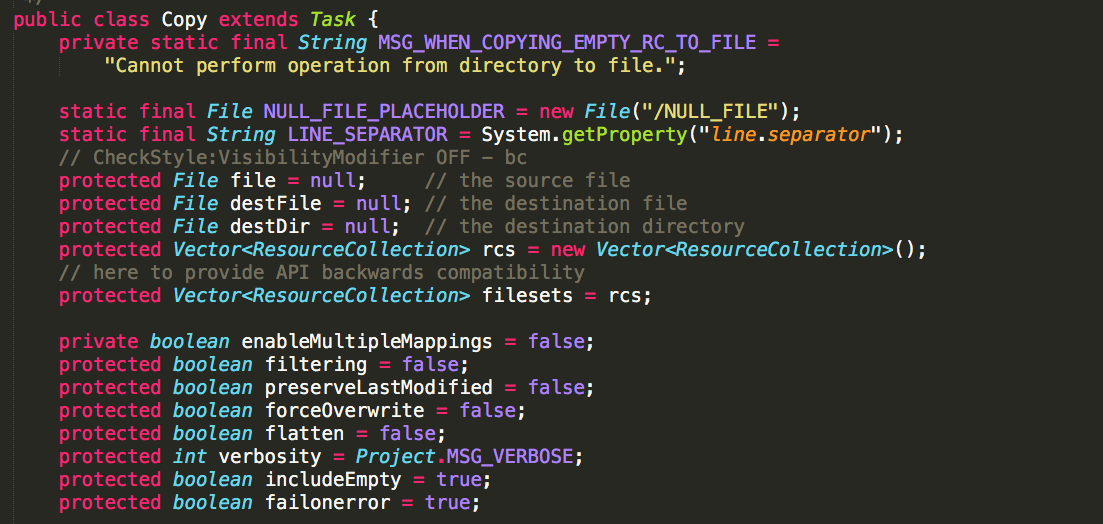 public class Copy extends Task {
    private static final String MSG_WHEN_COPYING_EMPTY_RC_TO_FILE =
        "Cannot perform operation from directory to file.";

    static final File NULL_FILE_PLACEHOLDER = new File("/NULL_FILE");
    static final String LINE_SEPARATOR = System.getProperty("line.separator");
    // CheckStyle:VisibilityModifier OFF - bc
    protected File file = null;     // the source file
    protected File destFile = null; // the destination file
    protected File destDir = null;  // the destination directory
    protected Vector<ResourceCollection> rcs = new Vector<ResourceCollection>();
    // here to provide API backwards compatibility
    protected Vector<ResourceCollection> filesets = rcs;

    private boolean enableMultipleMappings = false;
    protected boolean filtering = false;
    protected boolean preserveLastModified = false;
    protected boolean forceOverwrite = false;
    protected boolean flatten = false;
    protected int verbosity = Project.MSG_VERBOSE;
    protected boolean includeEmpty = true;
    protected boolean failonerror = true;